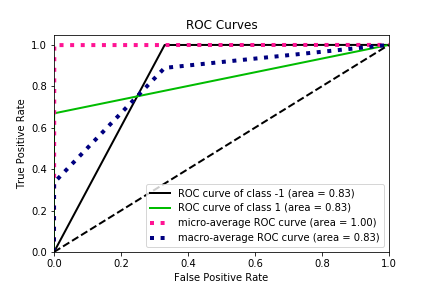 ROC Curves
True Positive Rate
1.0
0.8
0.6
0.4
0.2
0.0
ROC curve of class -1 (area = 0.83)
ROC curve of class 1 (area = 0.83)
micro-average ROC curve (area = 1.00)
macro-average ROC curve (area = 0.83)
0.0 0.2 0.4 0.6 0.8 1.0
False Positive Rate